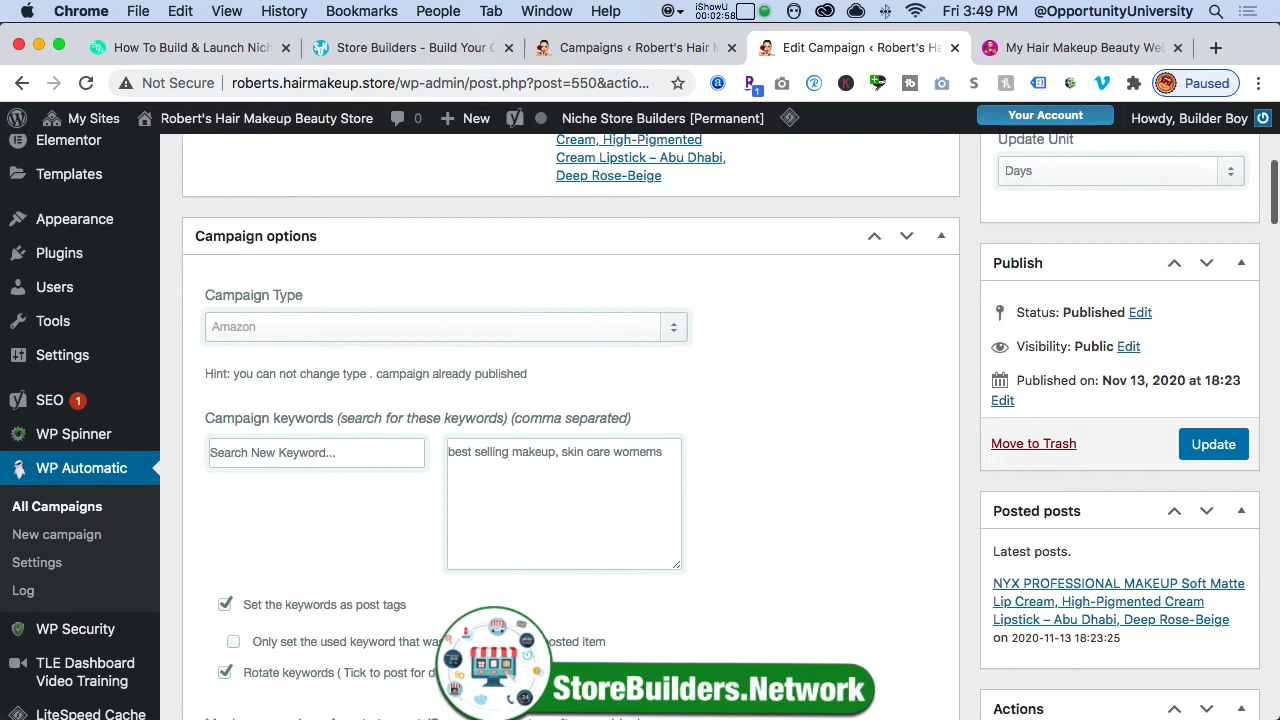 Chrome File Edit View History Bookmarks People Tab Window Help iShowU 00:02:58 Fri 3:49 PM @OpportunityUniversity
How To Build & Launch Nich
Store Builders - Build Your C
Campaigns ‹ Robert's Hair M
Edit Campaign ‹ Robert's Ha
My Hair Makeup Beauty We
Not Secure roberts.hairmakeup.store/wp-admin/post.php?post=550&actio... Paused
My Sites Robert's Hair Makeup Beauty Store 0 New Niche Store Builders [Permanent] Your Account Howdy, Builder Boy
Elementor
Templates
Appearance
Plugins
Users
Tools
Settings
SEO 1
WP Spinner
WP Automatic
All Campaigns
New campaign
Settings
Log
WP Security
TLE Dashboard
Video Training
LiteSpeed Cache
Cream, High-Pigmented
Cream Lipstick – Abu Dhabi,
Deep Rose-Beige
Campaign options
Campaign Type
Amazon
Hint: you can not change type . campaign already published
Campaign keywords (search for these keywords) (comma separated)
Search New Keyword...
best selling makeup, skin care womems
Set the keywords as post tags
Only set the used keyword that osted item
Rotate keywords ( Tick to post for
StoreBuilders.Network
Update Unit
Days
Publish
Status: Published Edit
Visibility: Public Edit
Published on: Nov 13, 2020 at 18:23
Edit
Move to Trash
Update
Posted posts
Latest posts.
NYX PROFESSIONAL MAKEUP Soft Matte
Lip Cream, High-Pigmented Cream
Lipstick – Abu Dhabi, Deep Rose-Beige
on 2020-11-13 18:23:25
Actions